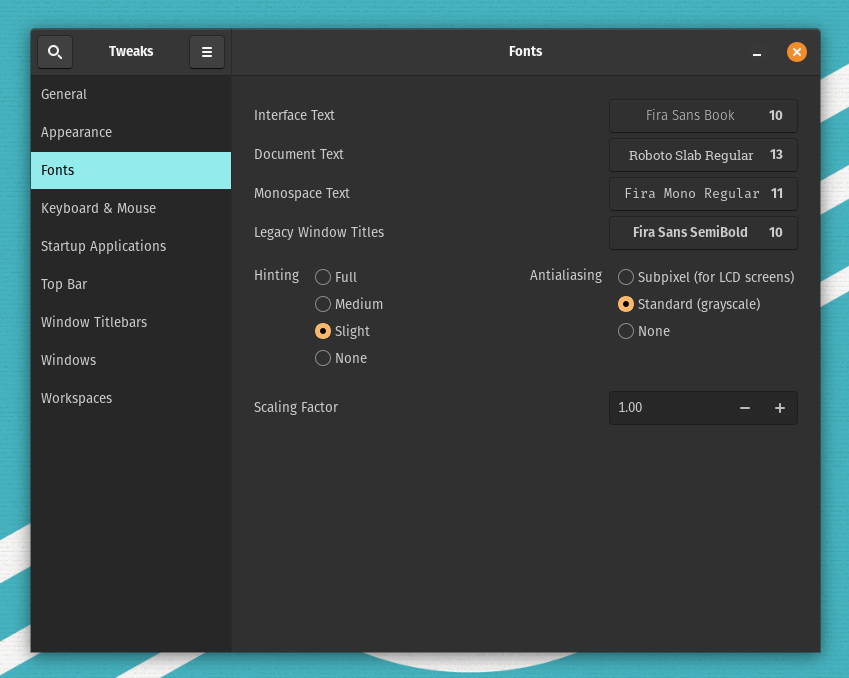 Tweaks
Fonts
General
Appearance
Fonts
Keyboard & Mouse
Startup Applications
Top Bar
Window Titlebars
Windows
Workspaces
Interface Text Fira Sans Book 10
Document Text Roboto Slab Regular 13
Monospace Text Fira Mono Regular 11
Legacy Window Titles Fira Sans SemiBold 10
Hinting
Full
Medium
Slight
None
Antialiasing
Subpixel (for LCD screens)
Standard (grayscale)
None
Scaling Factor 1.00